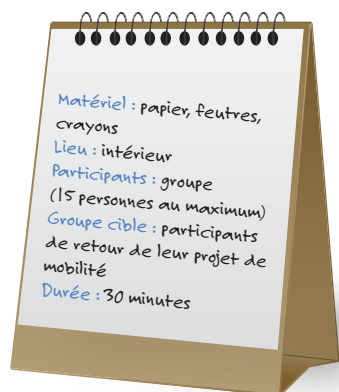 Matériel : papier, feutres,
crayons
Lieu : intérieur
Participants : groupe
(15 personnes au maximum)
Groupe cible : participants
de retour de leur projet de
mobilité
Durée : 30 minutes